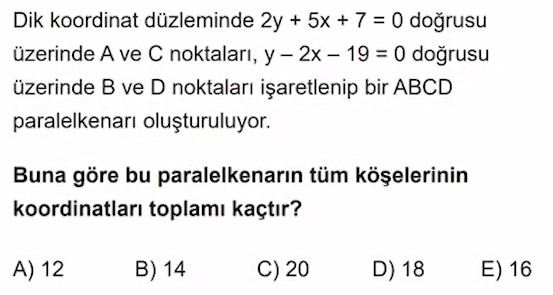 Dik koordinat düzleminde 2y + 5x + 7 = 0 doğrusu
üzerinde A ve C noktaları, y – 2x – 19 = 0 doğrusu
üzerinde B ve D noktaları işaretlenip bir ABCD
paralelkenarı oluşturuluyor.
Buna göre bu paralelkenarın tüm köşelerinin
koordinatları toplamı kaçtır?
A) 12 B) 14 C) 20 D) 18 E) 16